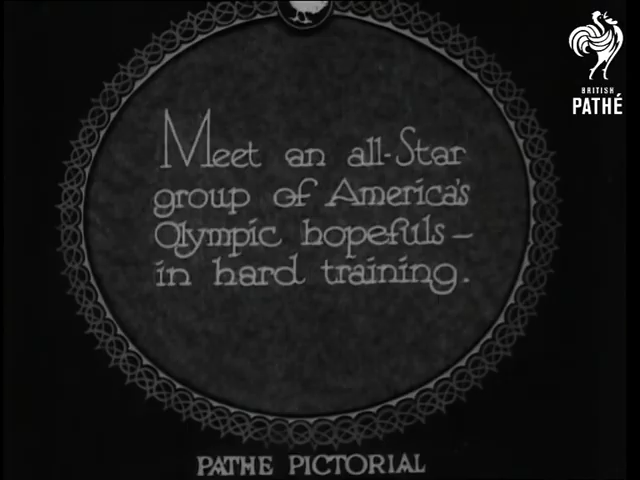 BRITISH
PATHÉ
Meet an all-Star
group of America's
Olympic hopefuls –
in hard training.
PATHE PICTORIAL